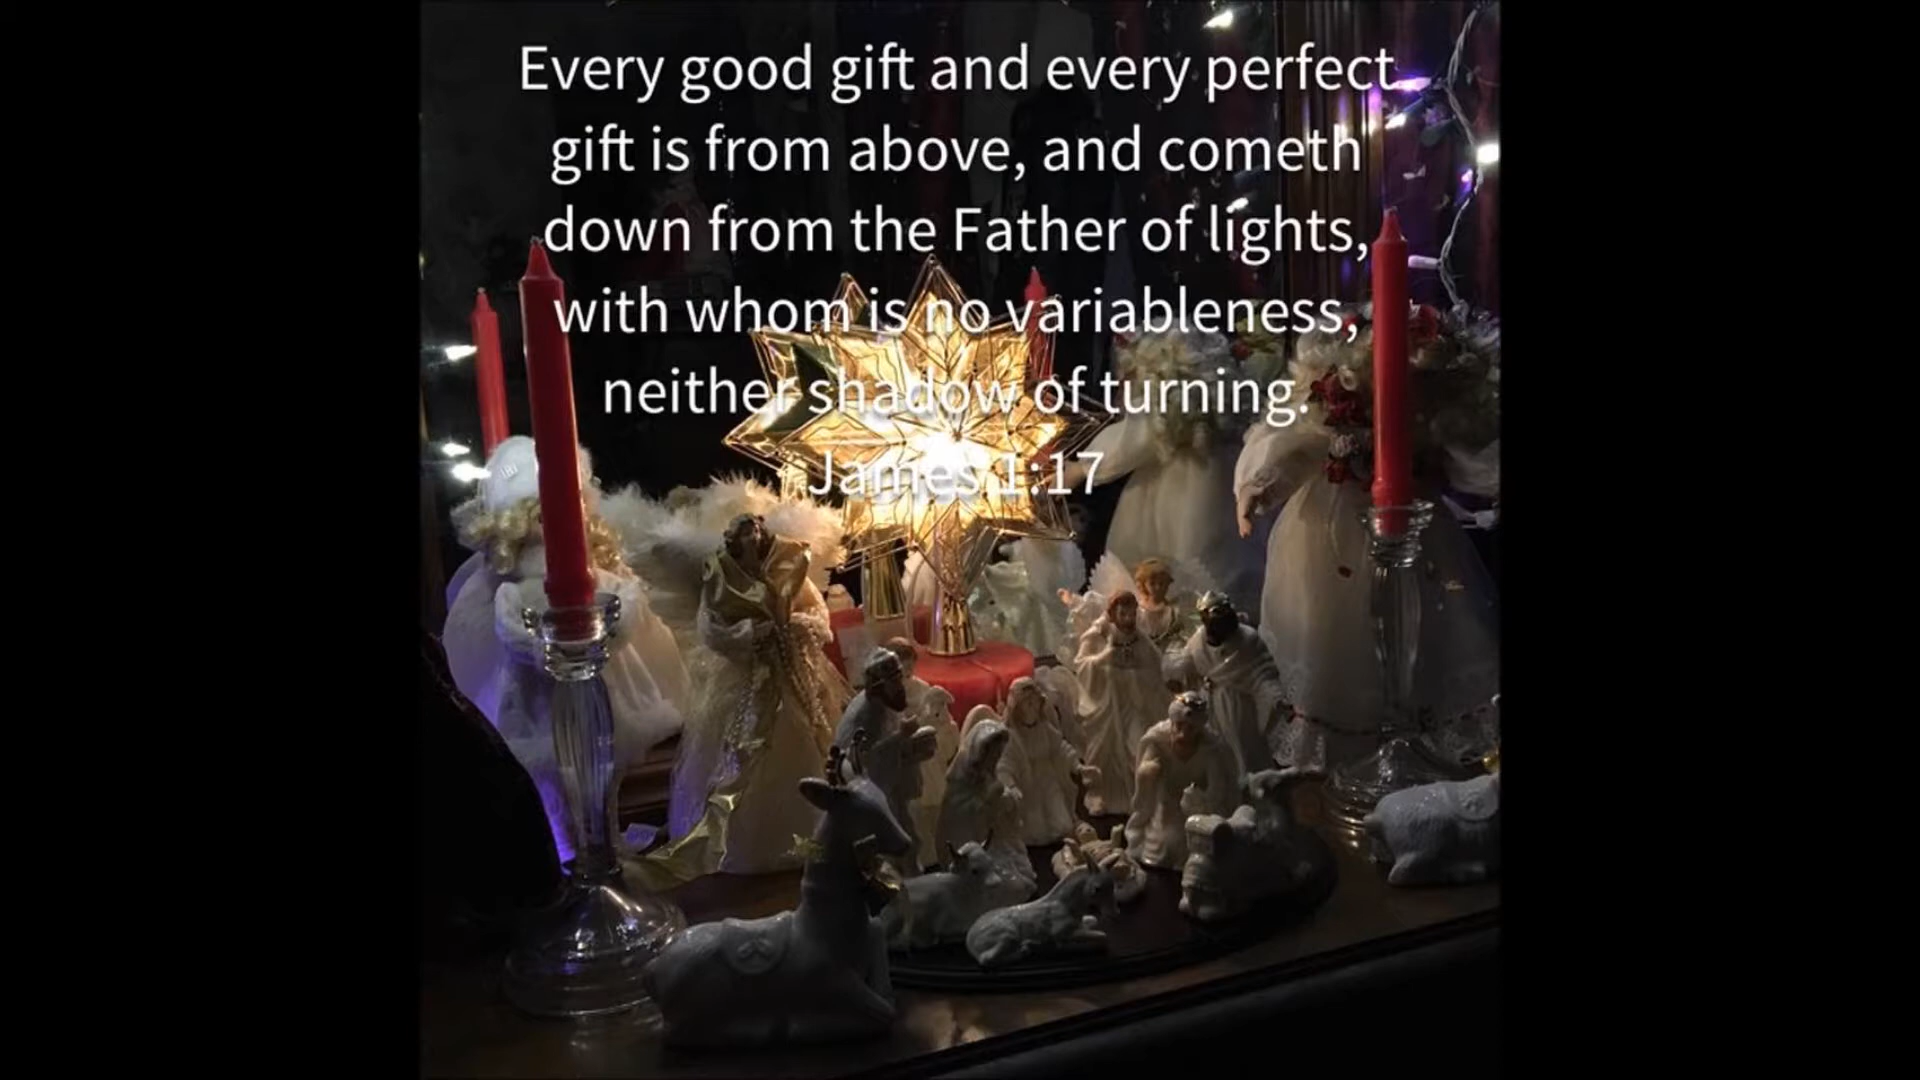 Every good gift and every perfect
gift is from above, and cometh
down from the Father of lights,
with whom is no variableness,
neither shadow of turning.
James 1:17